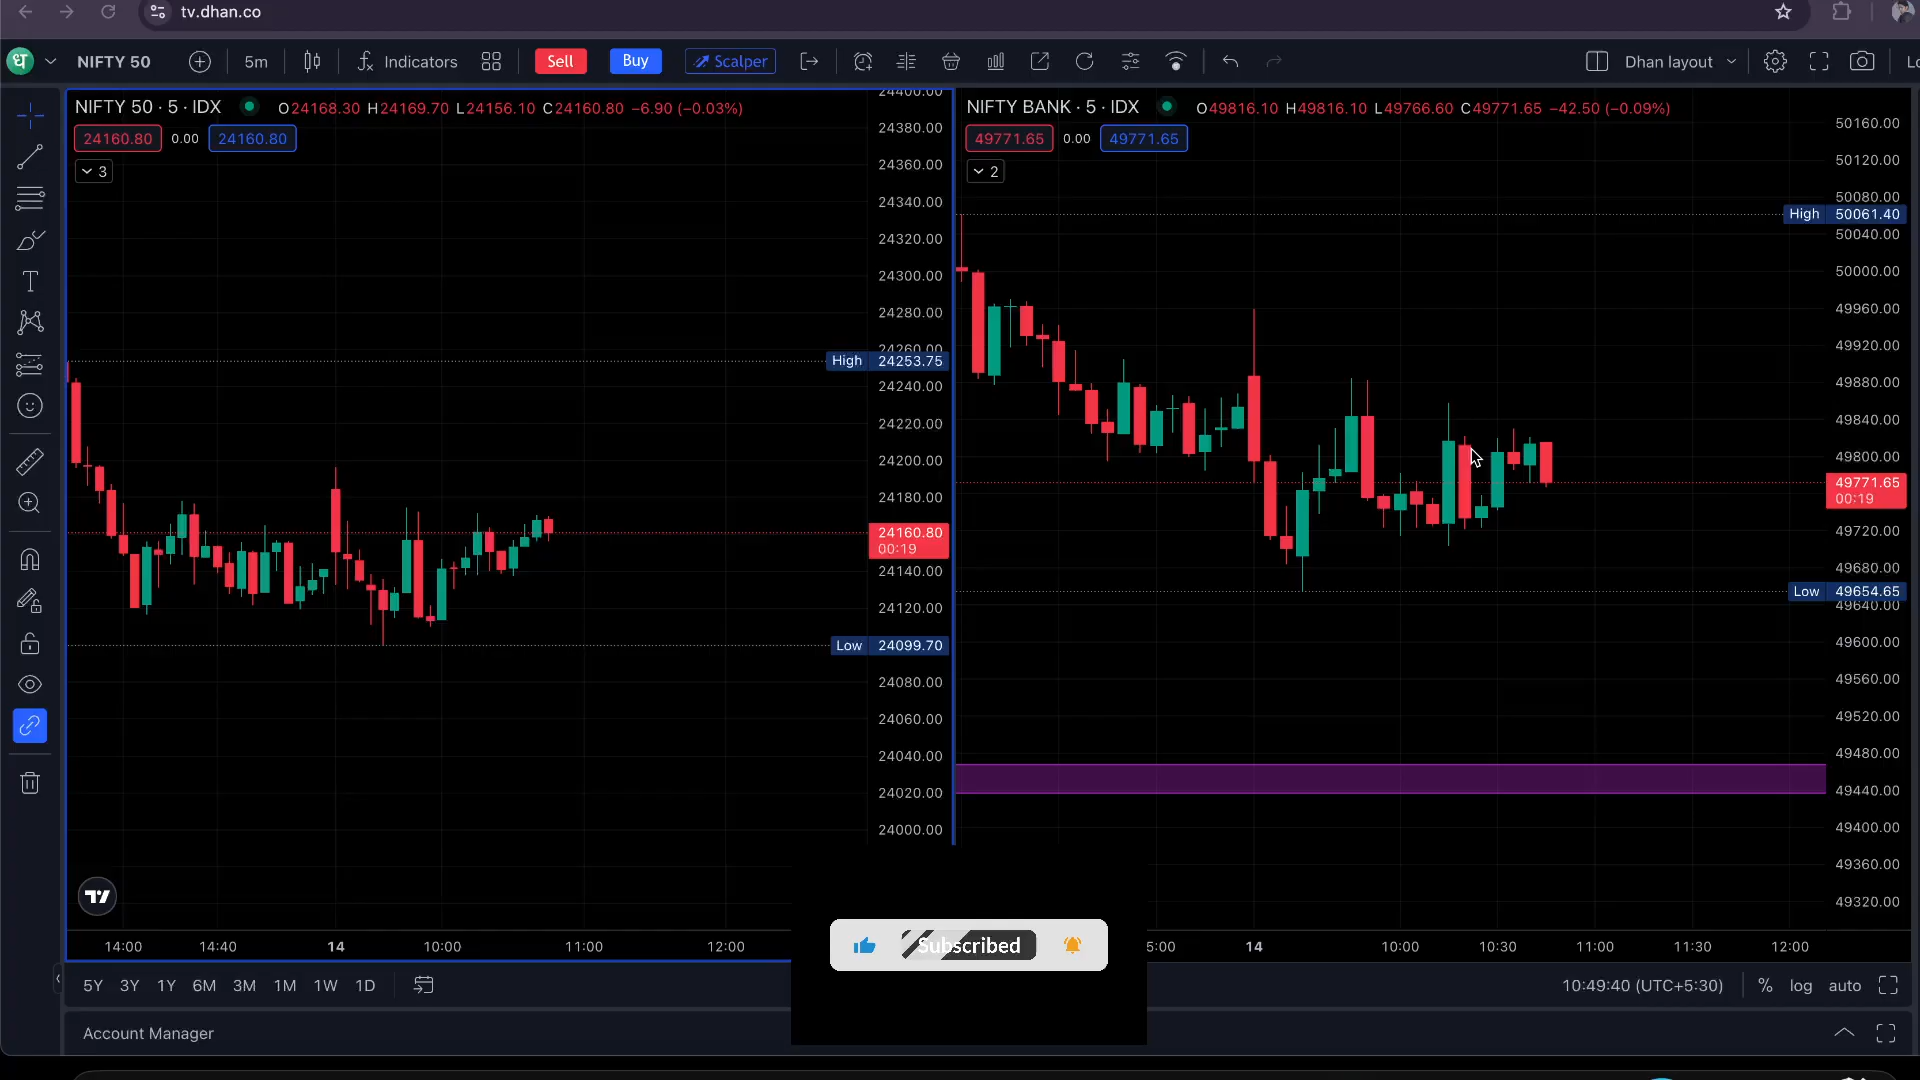 tv.dhan.co
NIFTY 50
5m
Indicators
Sell
Buy
Scalper
Dhan layout
NIFTY 50 · 5 · IDX
O24168.30 H24169.70 L24156.10 C24160.80 −6.90 (−0.03%)
24160.80
0.00
24160.80
3
24400.00
24380.00
24360.00
24340.00
24320.00
24300.00
24280.00
24260.00
High 24253.75
24240.00
24220.00
24200.00
24180.00
24160.80
00:19
24140.00
24120.00
Low 24099.70
24080.00
24060.00
24040.00
24020.00
24000.00
14:00
14:40
14
10:00
11:00
12:00
NIFTY BANK · 5 · IDX
O49816.10 H49816.10 L49766.60 C49771.65 −42.50 (−0.09%)
49771.65
0.00
49771.65
2
50160.00
50120.00
50080.00
High 50061.40
50040.00
50000.00
49960.00
49920.00
49880.00
49840.00
49800.00
49771.65
00:19
49720.00
49680.00
Low 49654.65
49640.00
49600.00
49560.00
49520.00
49480.00
49440.00
49400.00
49360.00
49320.00
5:00
14
10:00
10:30
11:00
11:30
12:00
Subscribed
5Y
3Y
1Y
6M
3M
1M
1W
1D
10:49:40 (UTC+5:30)
%
log
auto
Account Manager